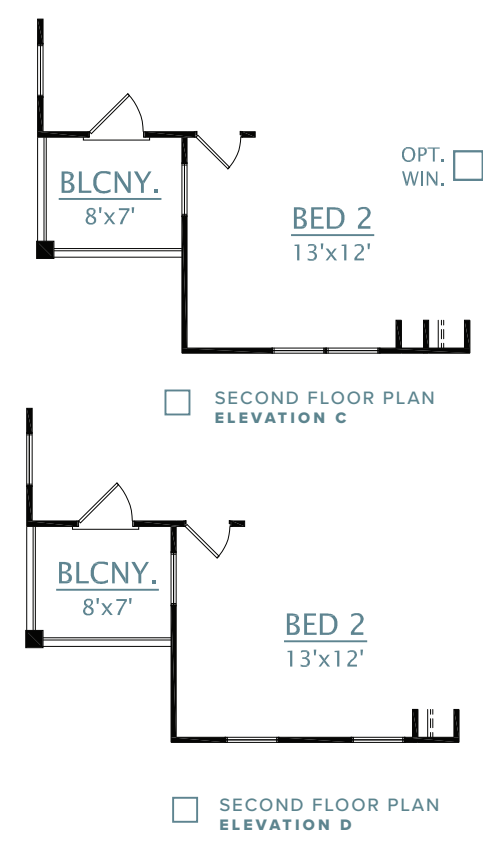 OPT.
WIN.
BLCNY.
8'x7'
BED 2
13'x12'
SECOND FLOOR PLAN
ELEVATION C
BLCNY.
8'x7'
BED 2
13'x12'
SECOND FLOOR PLAN
ELEVATION D